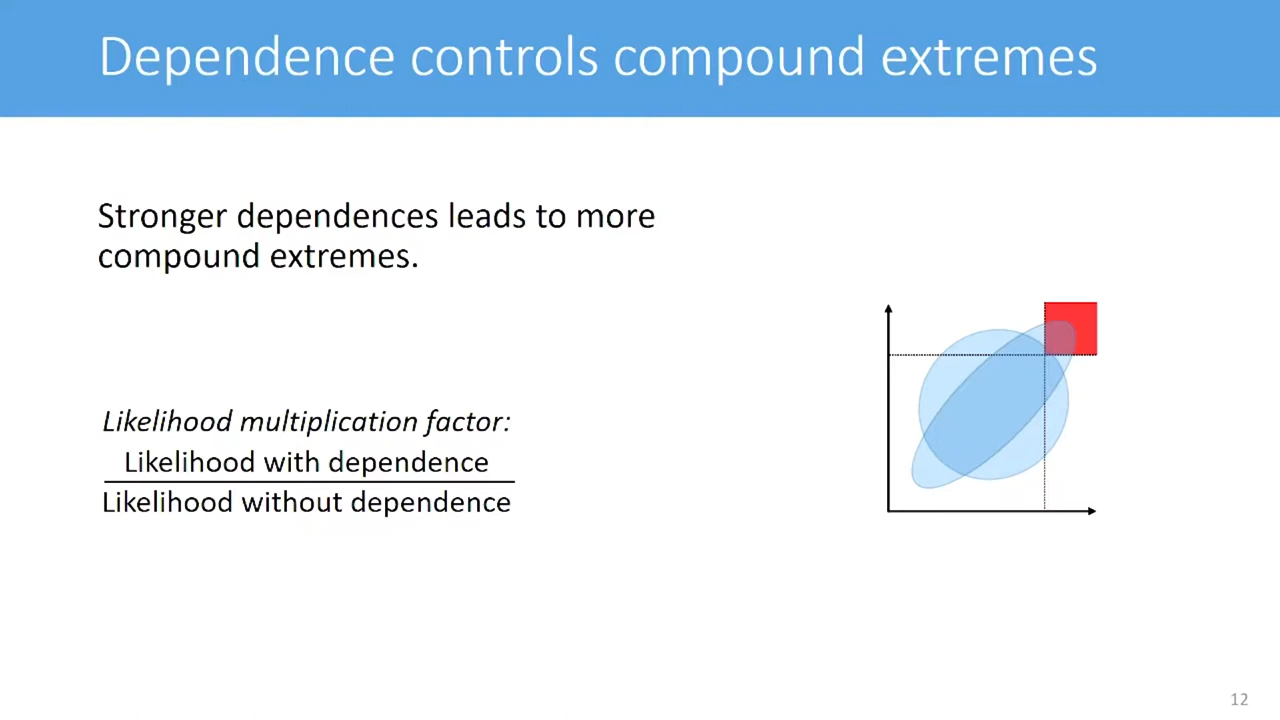 Dependence controls compound extremes
Stronger dependences leads to more
compound extremes.
Likelihood multiplication factor:
Likelihood with dependence
Likelihood without dependence
12